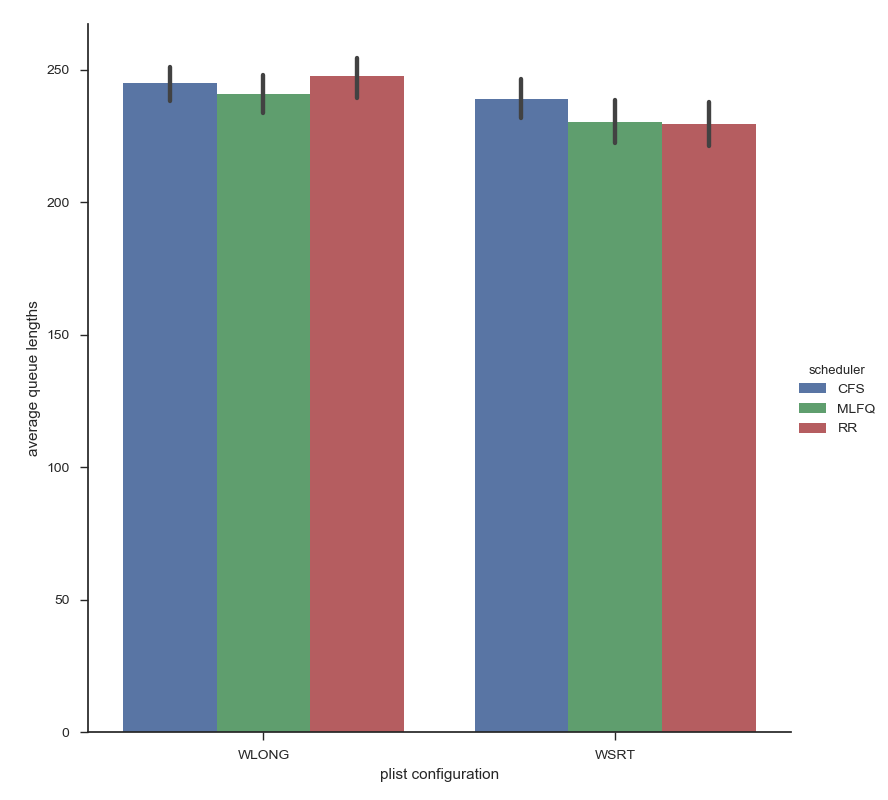 250
200
150
100
50
0
average queue lengths
WLONG
WSRT
plist configuration
scheduler
CFS
MLFQ
RR